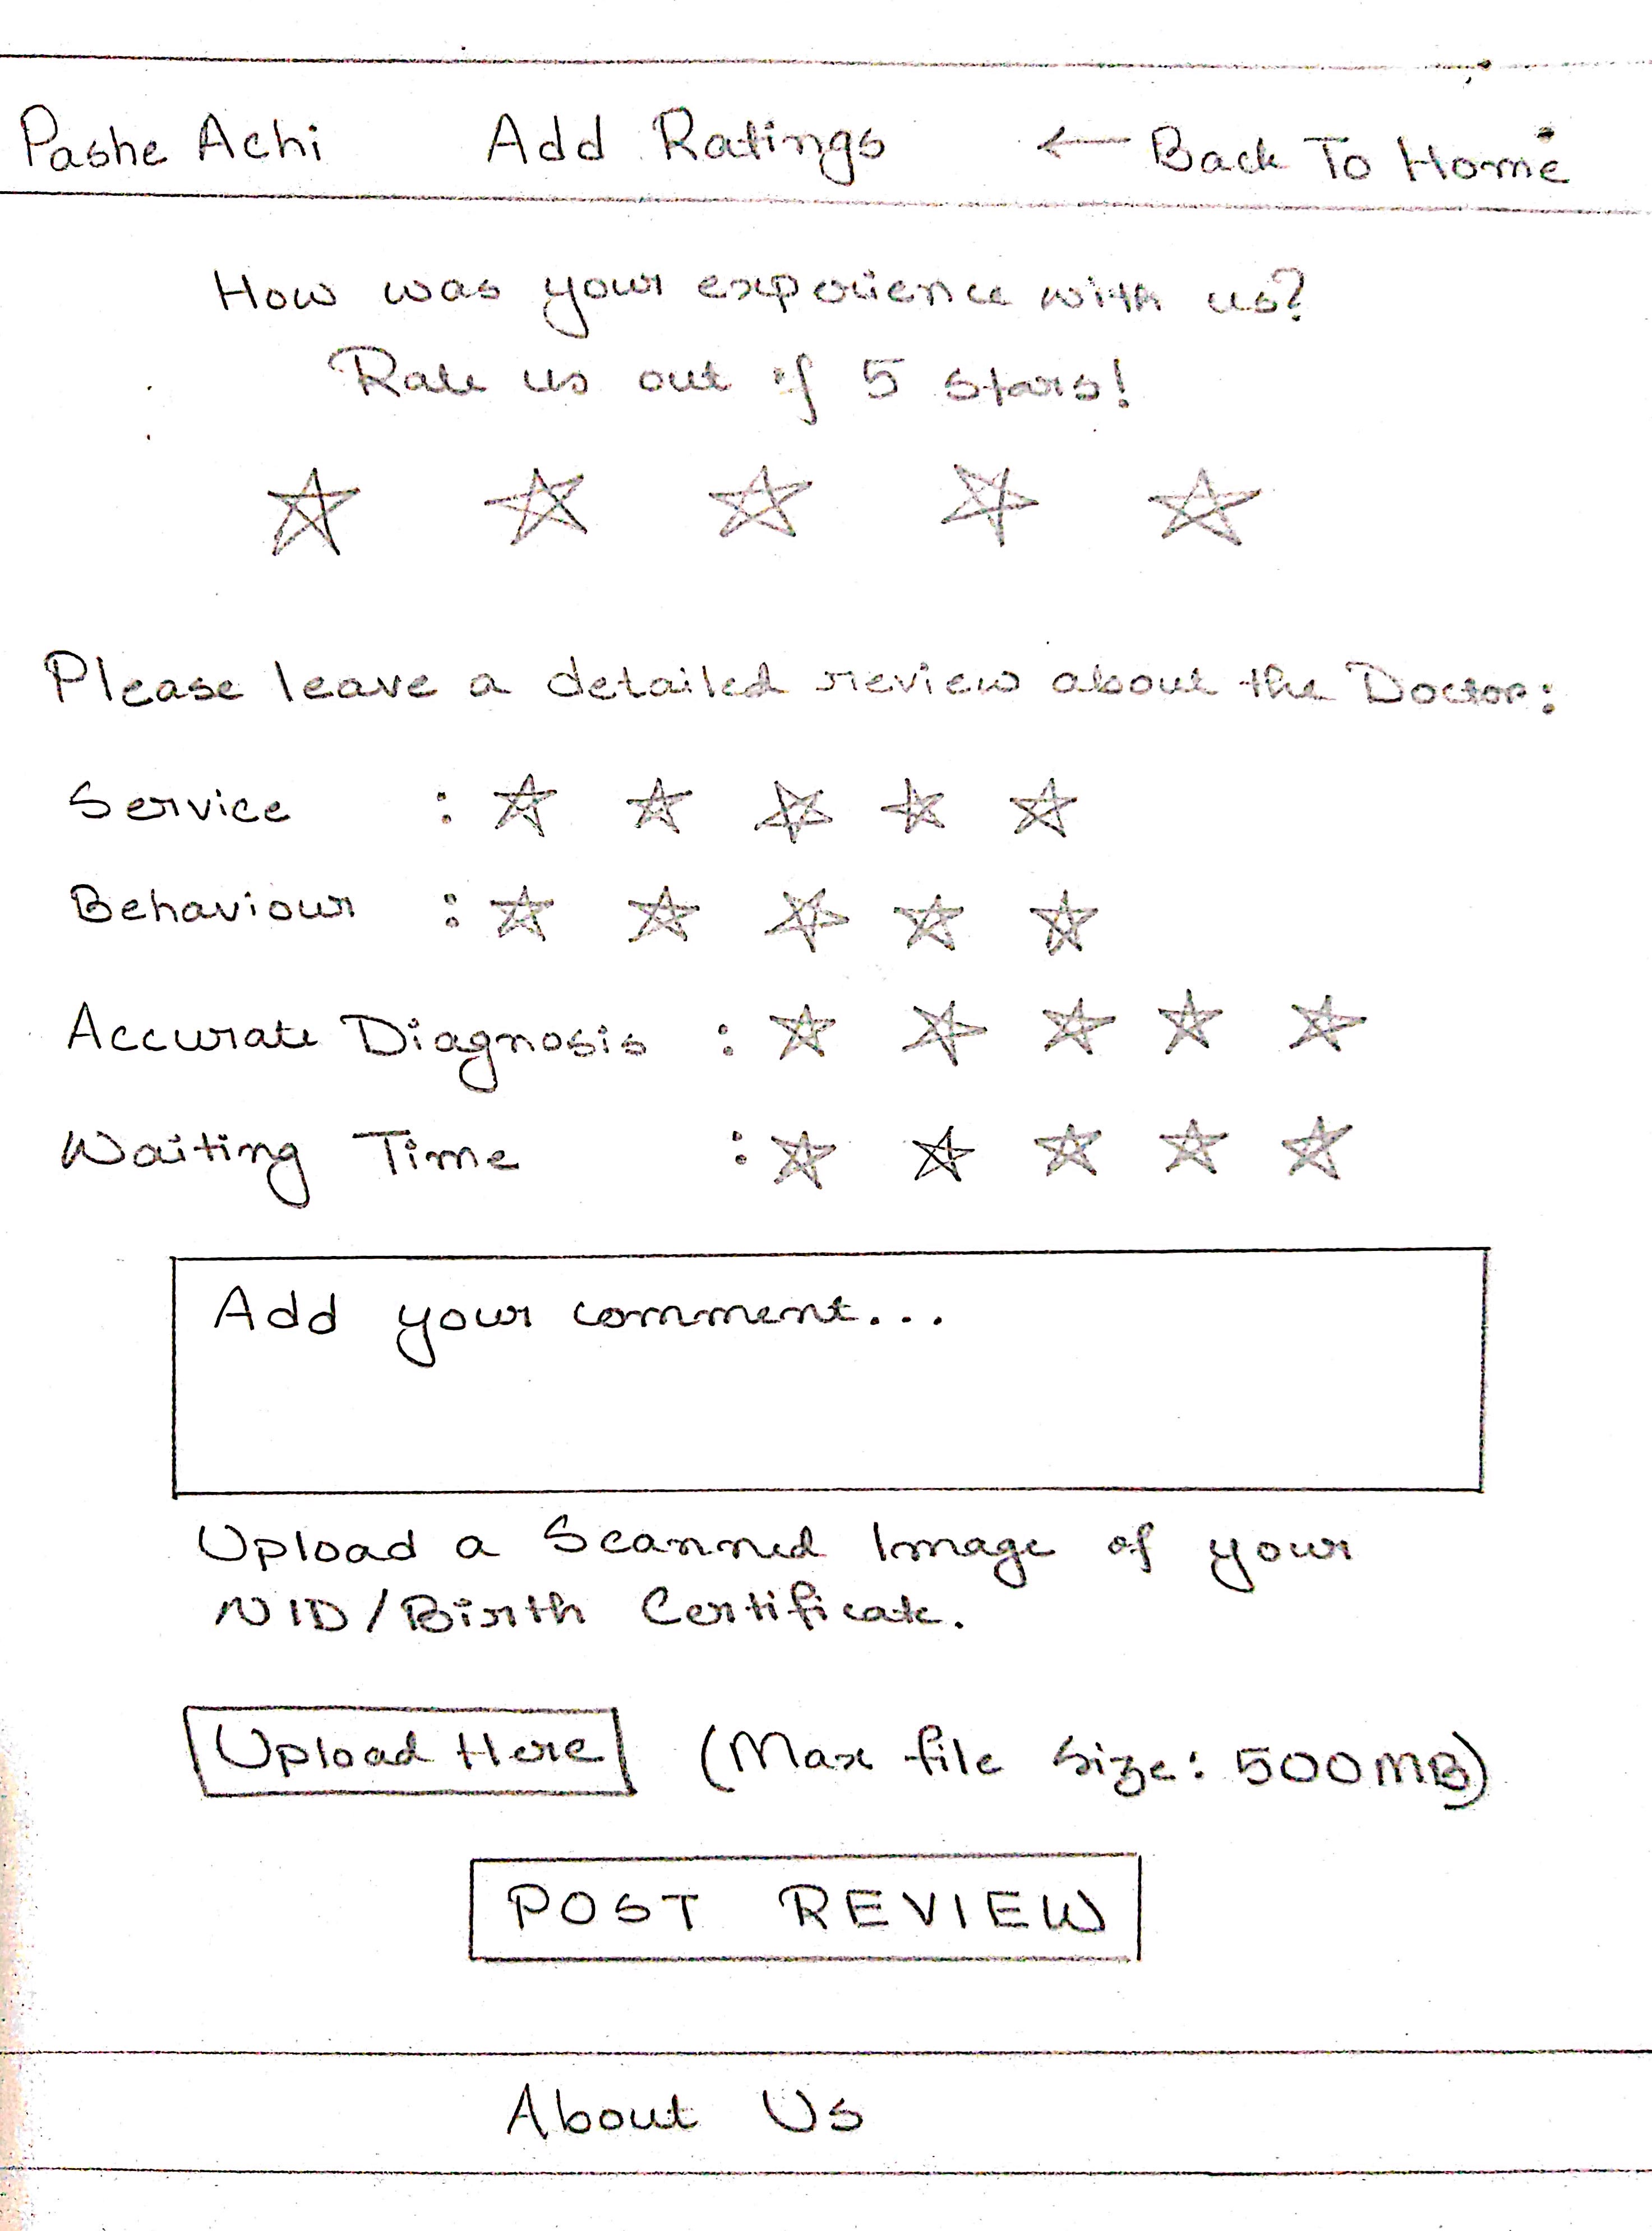 Pashe Achi Add Ratings ← Back To Home
How was your experience with us?
Rate us out of 5 stars!
Please leave a detailed review about the Doctor:
Service :
Behaviour :
Accurate Diagnosis :
Waiting Time :
Add your comment...
Upload a Scanned Image of your
NID/Birth Certificate.
Upload Here (Max file size: 500MB)
POST REVIEW
About Us